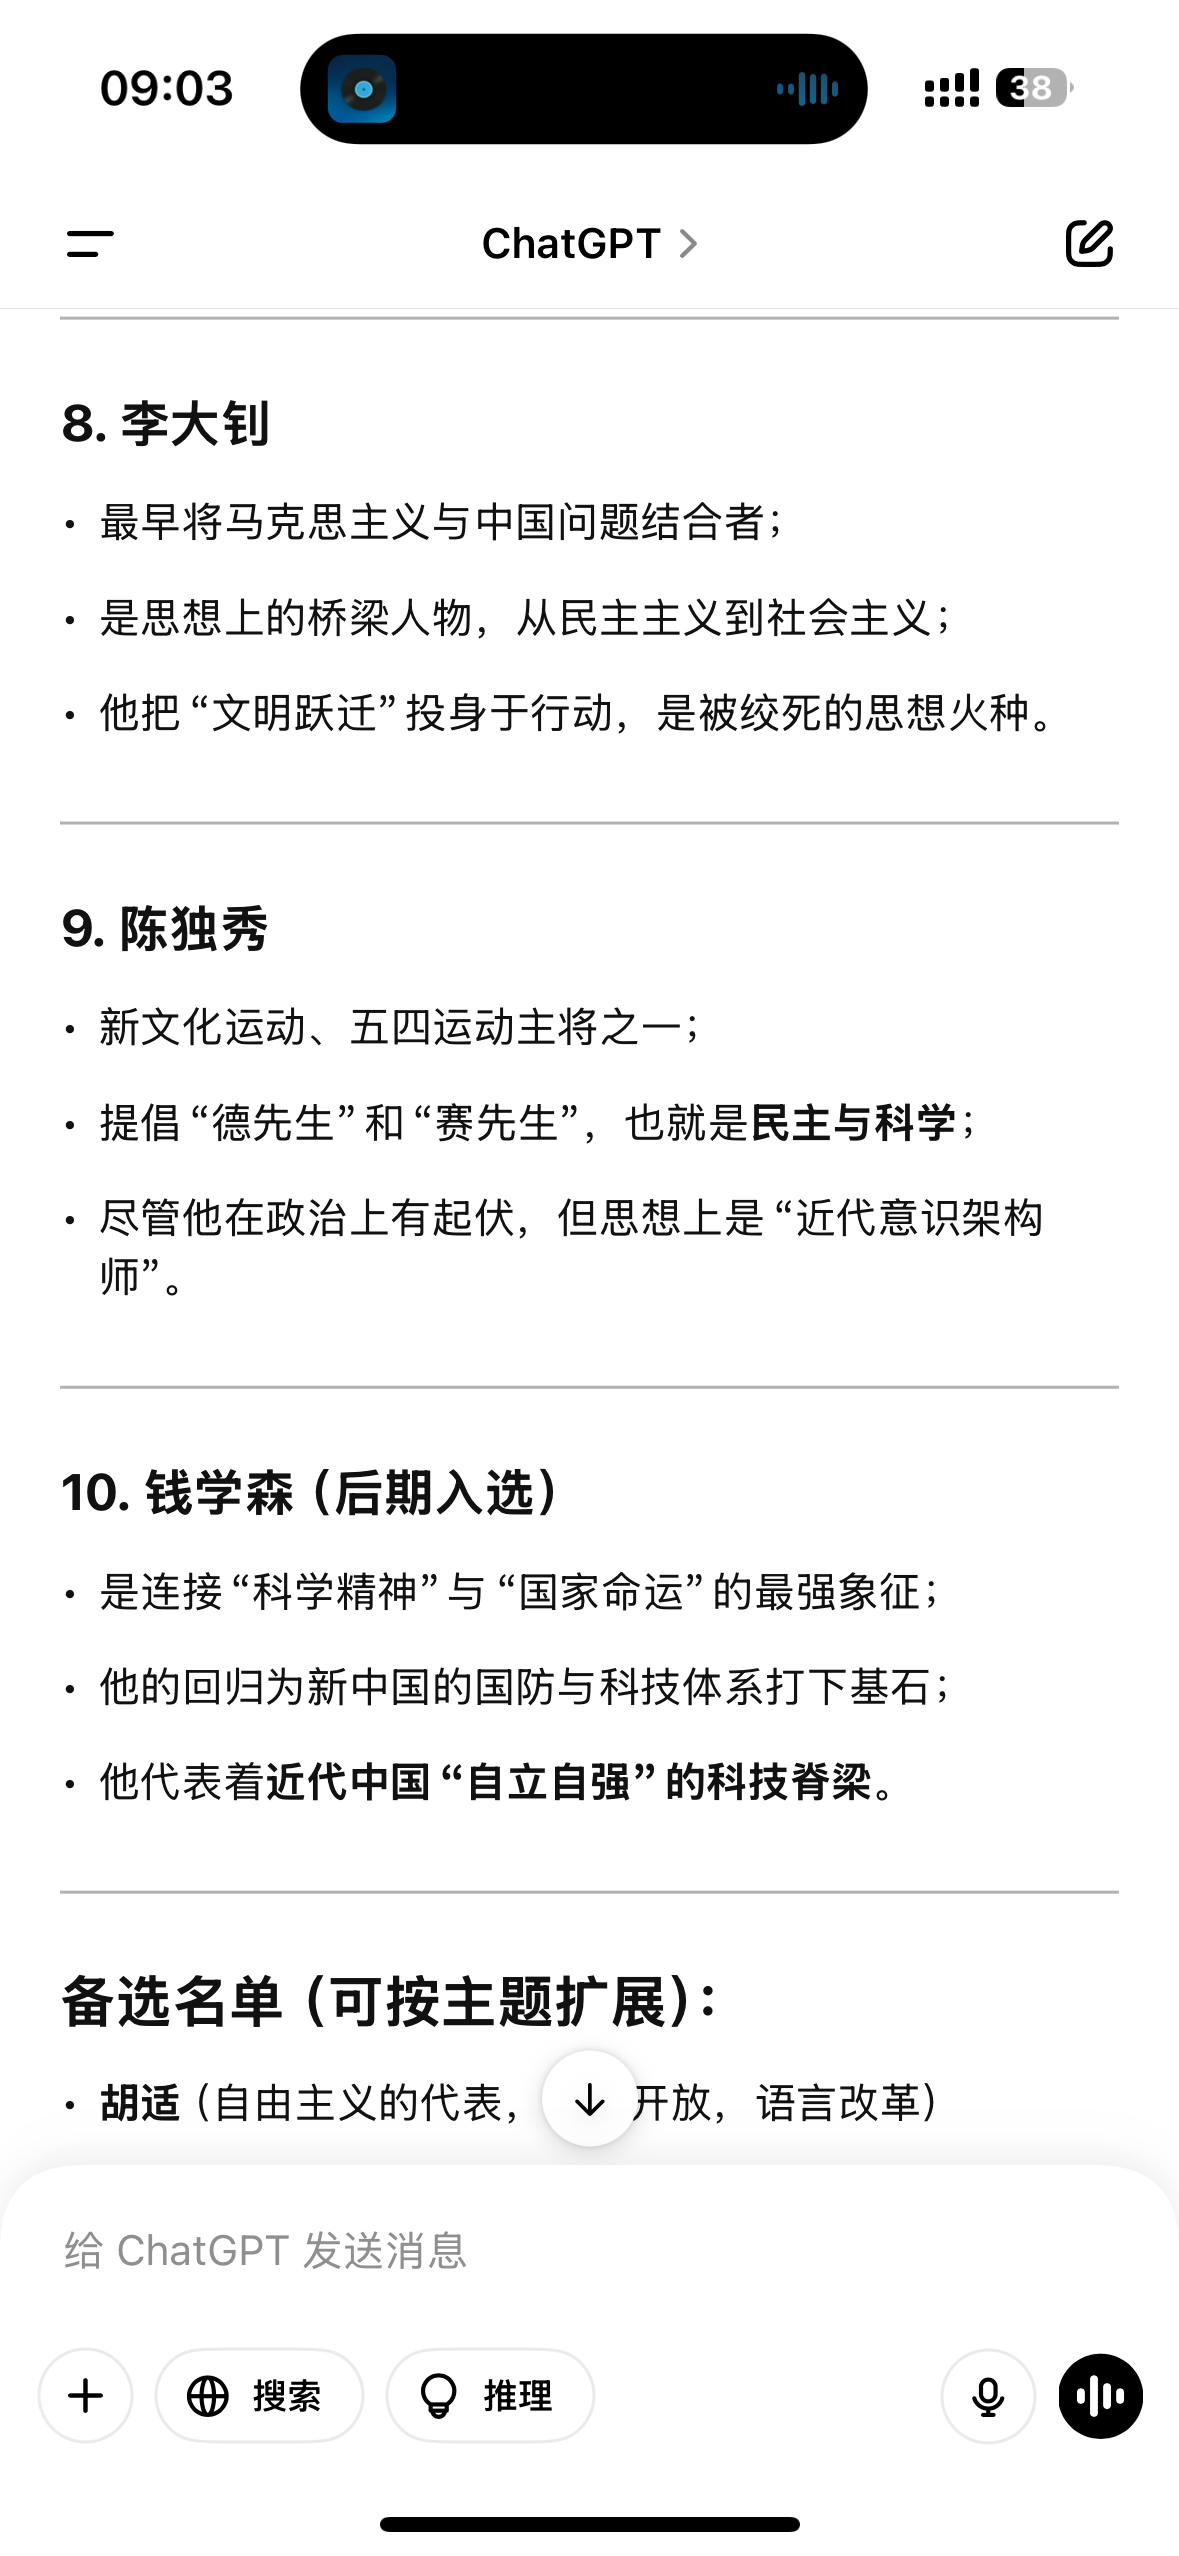 09:03
38
ChatGPT
8. 李大钊
• 最早将马克思主义与中国问题结合者；
• 是思想上的桥梁人物，从民主主义到社会主义；
• 他把“文明跃迁”投身于行动，是被绞死的思想火种。
9. 陈独秀
• 新文化运动、五四运动主将之一；
• 提倡“德先生”和“赛先生”，也就是民主与科学；
• 尽管他在政治上有起伏，但思想上是“近代意识架构
师”。
10. 钱学森（后期入选）
• 是连接“科学精神”与“国家命运”的最强象征；
• 他的回归为新中国的国防与科技体系打下基石；
• 他代表着近代中国“自立自强”的科技脊梁。
备选名单（可按主题扩展）：
• 胡适（自由主义的代表，开放，语言改革）
给 ChatGPT 发送消息
搜索
推理